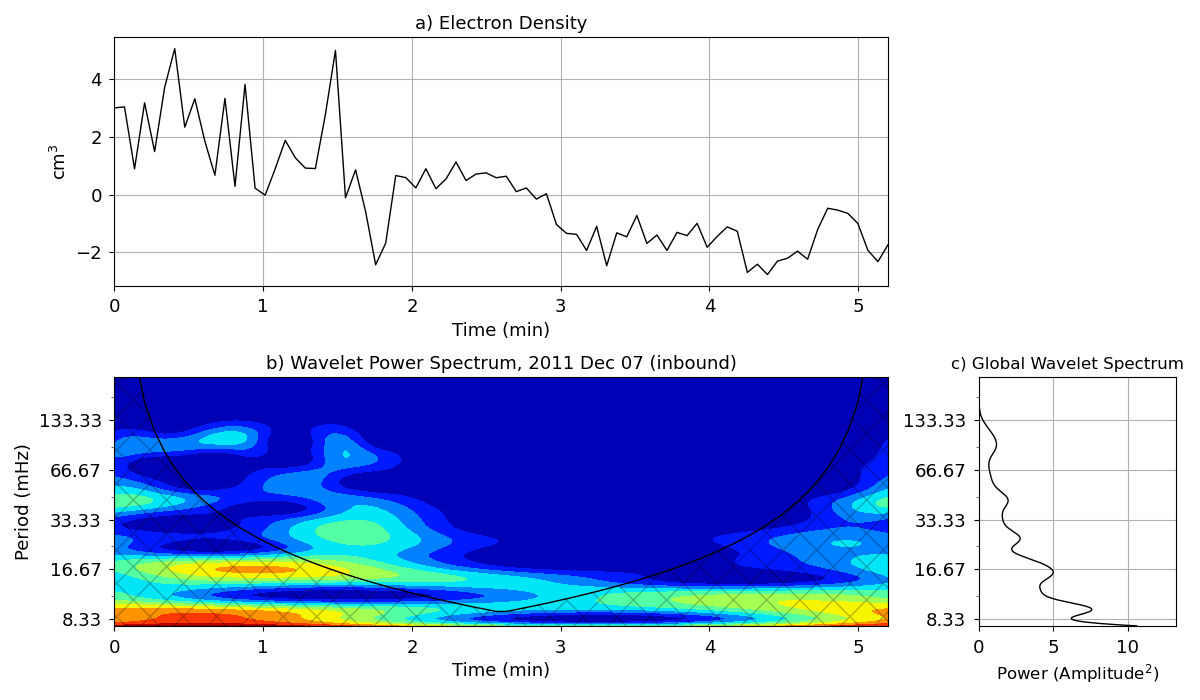 a) Electron Density
cm³
4
2
0
−2
0 1 2 3 4 5
Time (min)
b) Wavelet Power Spectrum, 2011 Dec 07 (inbound)
Period (mHz)
133.33
66.67
33.33
16.67
8.33
0 1 2 3 4 5
Time (min)
c) Global Wavelet Spectrum
133.33
66.67
33.33
16.67
8.33
0 5 10
Power (Amplitude²)